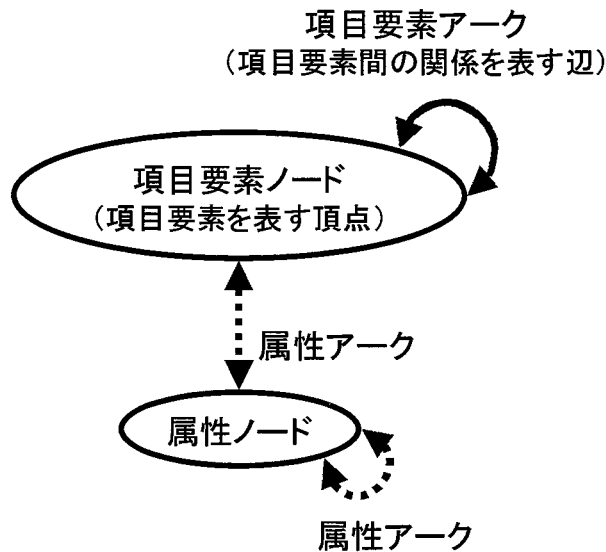 項目要素アーク
（項目要素間の関係を表す辺）
項目要素ノード
（項目要素を表す頂点）
属性アーク
属性ノード
属性アーク